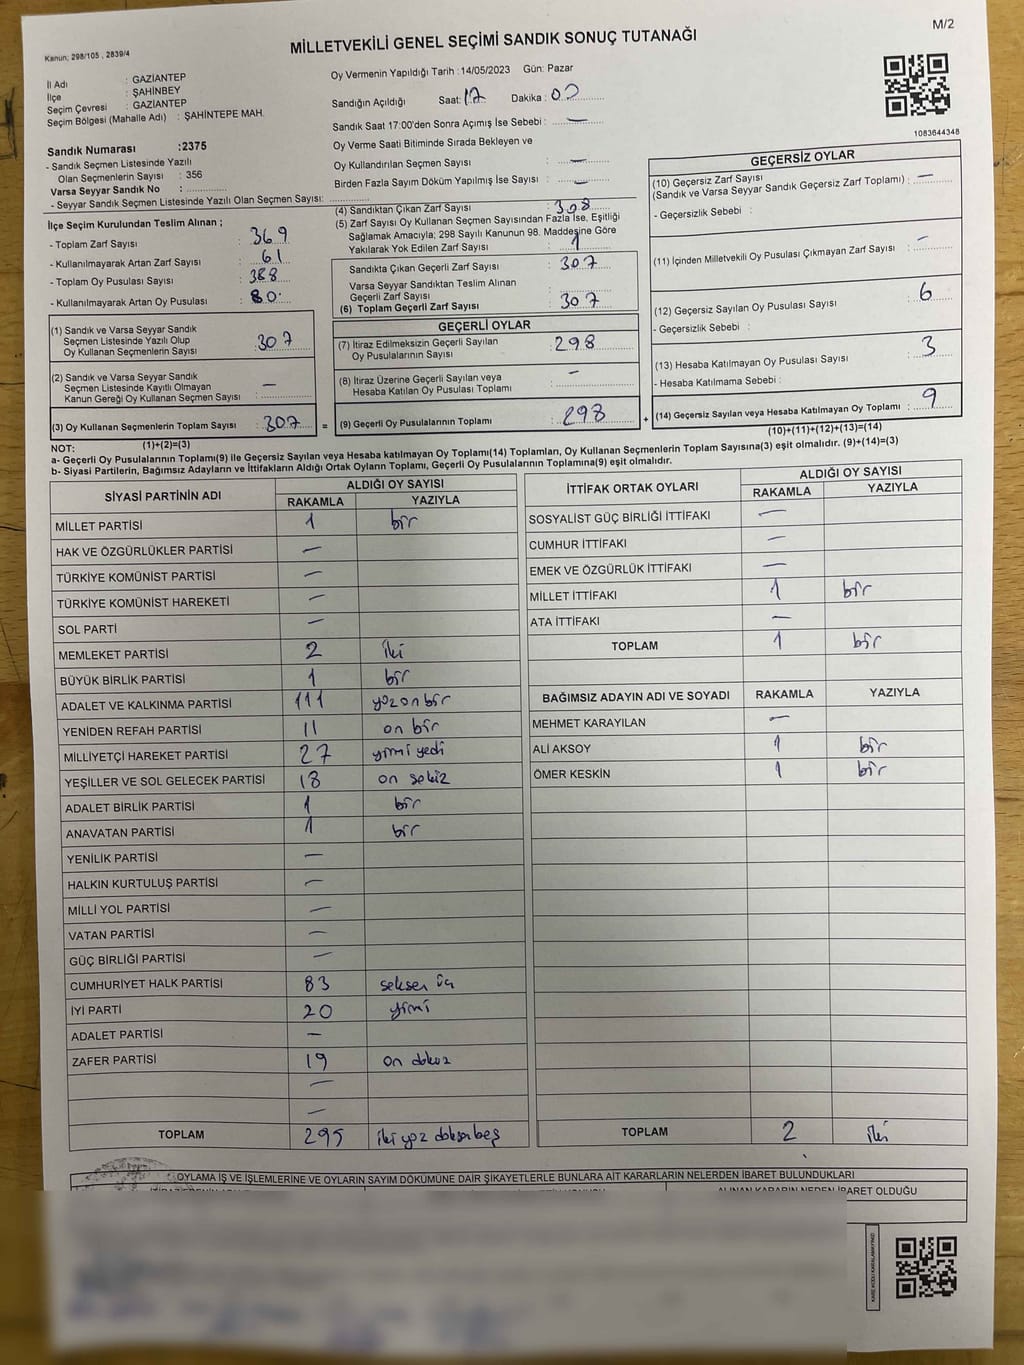 M/2
Kanun; 298/105 , 2839/4
MİLLETVEKİLİ GENEL SEÇİMİ SANDIK SONUÇ TUTANAĞI
İl Adı : GAZİANTEP
İlçe : ŞAHİNBEY
Seçim Çevresi : GAZİANTEP
Seçim Bölgesi (Mahalle Adı) : ŞAHİNTEPE MAH.
Sandık Numarası :2375
- Sandık Seçmen Listesinde Yazılı
Olan Seçmenlerin Sayısı : 356
Varsa Seyyar Sandık No :
- Seyyar Sandık Seçmen Listesinde Yazılı Olan Seçmen Sayısı:
Oy Vermenin Yapıldığı Tarih :14/05/2023 Gün: Pazar
Sandığın Açıldığı Saat: 17 Dakika : 00
Sandık Saat 17:00'den Sonra Açımış İse Sebebi : —
Oy Verme Saati Bitiminde Sırada Bekleyen ve
Oy Kullandırılan Seçmen Sayısı : —
Birden Fazla Sayım Döküm Yapılmış İse Sayısı : —
1083644348
İlçe Seçim Kurulundan Teslim Alınan ;
- Toplam Zarf Sayısı : 369
- Kullanılmayarak Artan Zarf Sayısı : 61
- Toplam Oy Pusulası Sayısı : 388
- Kullanılmayarak Artan Oy Pusulası : 80
(4) Sandıktan Çıkan Zarf Sayısı : 308
(5) Zarf Sayısı Oy Kullanan Seçmen Sayısından Fazla İse, Eşitliği
Sağlamak Amacıyla; 298 Sayılı Kanunun 98. Maddesine Göre
Yakılarak Yok Edilen Zarf Sayısı : 1
Sandıkta Çıkan Geçerli Zarf Sayısı : 307
Varsa Seyyar Sandıktan Teslim Alınan
Geçerli Zarf Sayısı :
(6) Toplam Geçerli Zarf Sayısı : 307
GEÇERSİZ OYLAR
(10) Geçersiz Zarf Sayısı
(Sandık ve Varsa Seyyar Sandık Geçersiz Zarf Toplamı) : —
- Geçersizlik Sebebi :
(11) İçinden Milletvekili Oy Pusulası Çıkmayan Zarf Sayısı : —
(12) Geçersiz Sayılan Oy Pusulası Sayısı : 6
- Geçersizlik Sebebi :
(13) Hesaba Katılmayan Oy Pusulası Sayısı : 3
- Hesaba Katılmama Sebebi :
(14) Geçersiz Sayılan veya Hesaba Katılmayan Oy Toplamı : 9
(10)+(11)+(12)+(13)=(14)
(1) Sandık ve Varsa Seyyar Sandık
Seçmen Listesinde Yazılı Olup
Oy Kullanan Seçmenlerin Sayısı : 307
(2) Sandık ve Varsa Seyyar Sandık
Seçmen Listesinde Kayıtlı Olmayan
Kanun Gereği Oy Kullanan Seçmen Sayısı : —
(3) Oy Kullanan Seçmenlerin Toplam Sayısı : 307 =
(1)+(2)=(3)
GEÇERLİ OYLAR
(7) İtiraz Edilmeksizin Geçerli Sayılan
Oy Pusulalarının Sayısı : 298
(8) İtiraz Üzerine Geçerli Sayılan veya
Hesaba Katılan Oy Pusulası Toplamı : —
(9) Geçerli Oy Pusulalarının Toplamı : 298 +
NOT:
a- Geçerli Oy Pusulalarının Toplamı(9) ile Geçersiz Sayılan veya Hesaba katılmayan Oy Toplamı(14) Toplamları, Oy Kullanan Seçmenlerin Toplam Sayısına(3) eşit olmalıdır. (9)+(14)=(3)
b- Siyasi Partilerin, Bağımsız Adayların ve İttifakların Aldığı Ortak Oyların Toplamı, Geçerli Oy Pusulalarının Toplamına(9) eşit olmalıdır.
SİYASİ PARTİNİN ADI ALDIĞI OY SAYISI
RAKAMLA YAZIYLA
MİLLET PARTİSİ 1 bir
HAK VE ÖZGÜRLÜKLER PARTİSİ —
TÜRKİYE KOMÜNİST PARTİSİ —
TÜRKİYE KOMÜNİST HAREKETİ —
SOL PARTİ —
MEMLEKET PARTİSİ 2 iki
BÜYÜK BİRLİK PARTİSİ 1 bir
ADALET VE KALKINMA PARTİSİ 111 yüzonbir
YENİDEN REFAH PARTİSİ 11 on bir
MİLLİYETÇİ HAREKET PARTİSİ 27 yirmi yedi
YEŞİLLER VE SOL GELECEK PARTİSİ 18 on sekiz
ADALET BİRLİK PARTİSİ 1 bir
ANAVATAN PARTİSİ 1 bir
YENİLİK PARTİSİ —
HALKIN KURTULUŞ PARTİSİ —
MİLLİ YOL PARTİSİ —
VATAN PARTİSİ —
GÜÇ BİRLİĞİ PARTİSİ —
CUMHURİYET HALK PARTİSİ 83 seksen üç
İYİ PARTİ 20 yirmi
ADALET PARTİSİ —
ZAFER PARTİSİ 19 on dokuz
—
—
TOPLAM 295 iki yüz doksan beş
İTTİFAK ORTAK OYLARI ALDIĞI OY SAYISI
RAKAMLA YAZIYLA
SOSYALİST GÜÇ BİRLİĞİ İTTİFAKI —
CUMHUR İTTİFAKI —
EMEK VE ÖZGÜRLÜK İTTİFAKI —
MİLLET İTTİFAKI 1 bir
ATA İTTİFAKI —
TOPLAM 1 bir
BAĞIMSIZ ADAYIN ADI VE SOYADI RAKAMLA YAZIYLA
MEHMET KARAYILAN —
ALİ AKSOY 1 bir
ÖMER KESKİN 1 bir
TOPLAM 2 iki
OYLAMA İŞ VE İŞLEMLERİNE VE OYLARIN SAYIM DÖKÜMÜNE DAİR ŞİKAYETLERLE BUNLARA AİT KARARLARIN NELERDEN İBARET BULUNDUKLARI
ALINAN KARARIN NEDEN İBARET OLDUĞU
KARE KODU KARALAMAYINIZ!